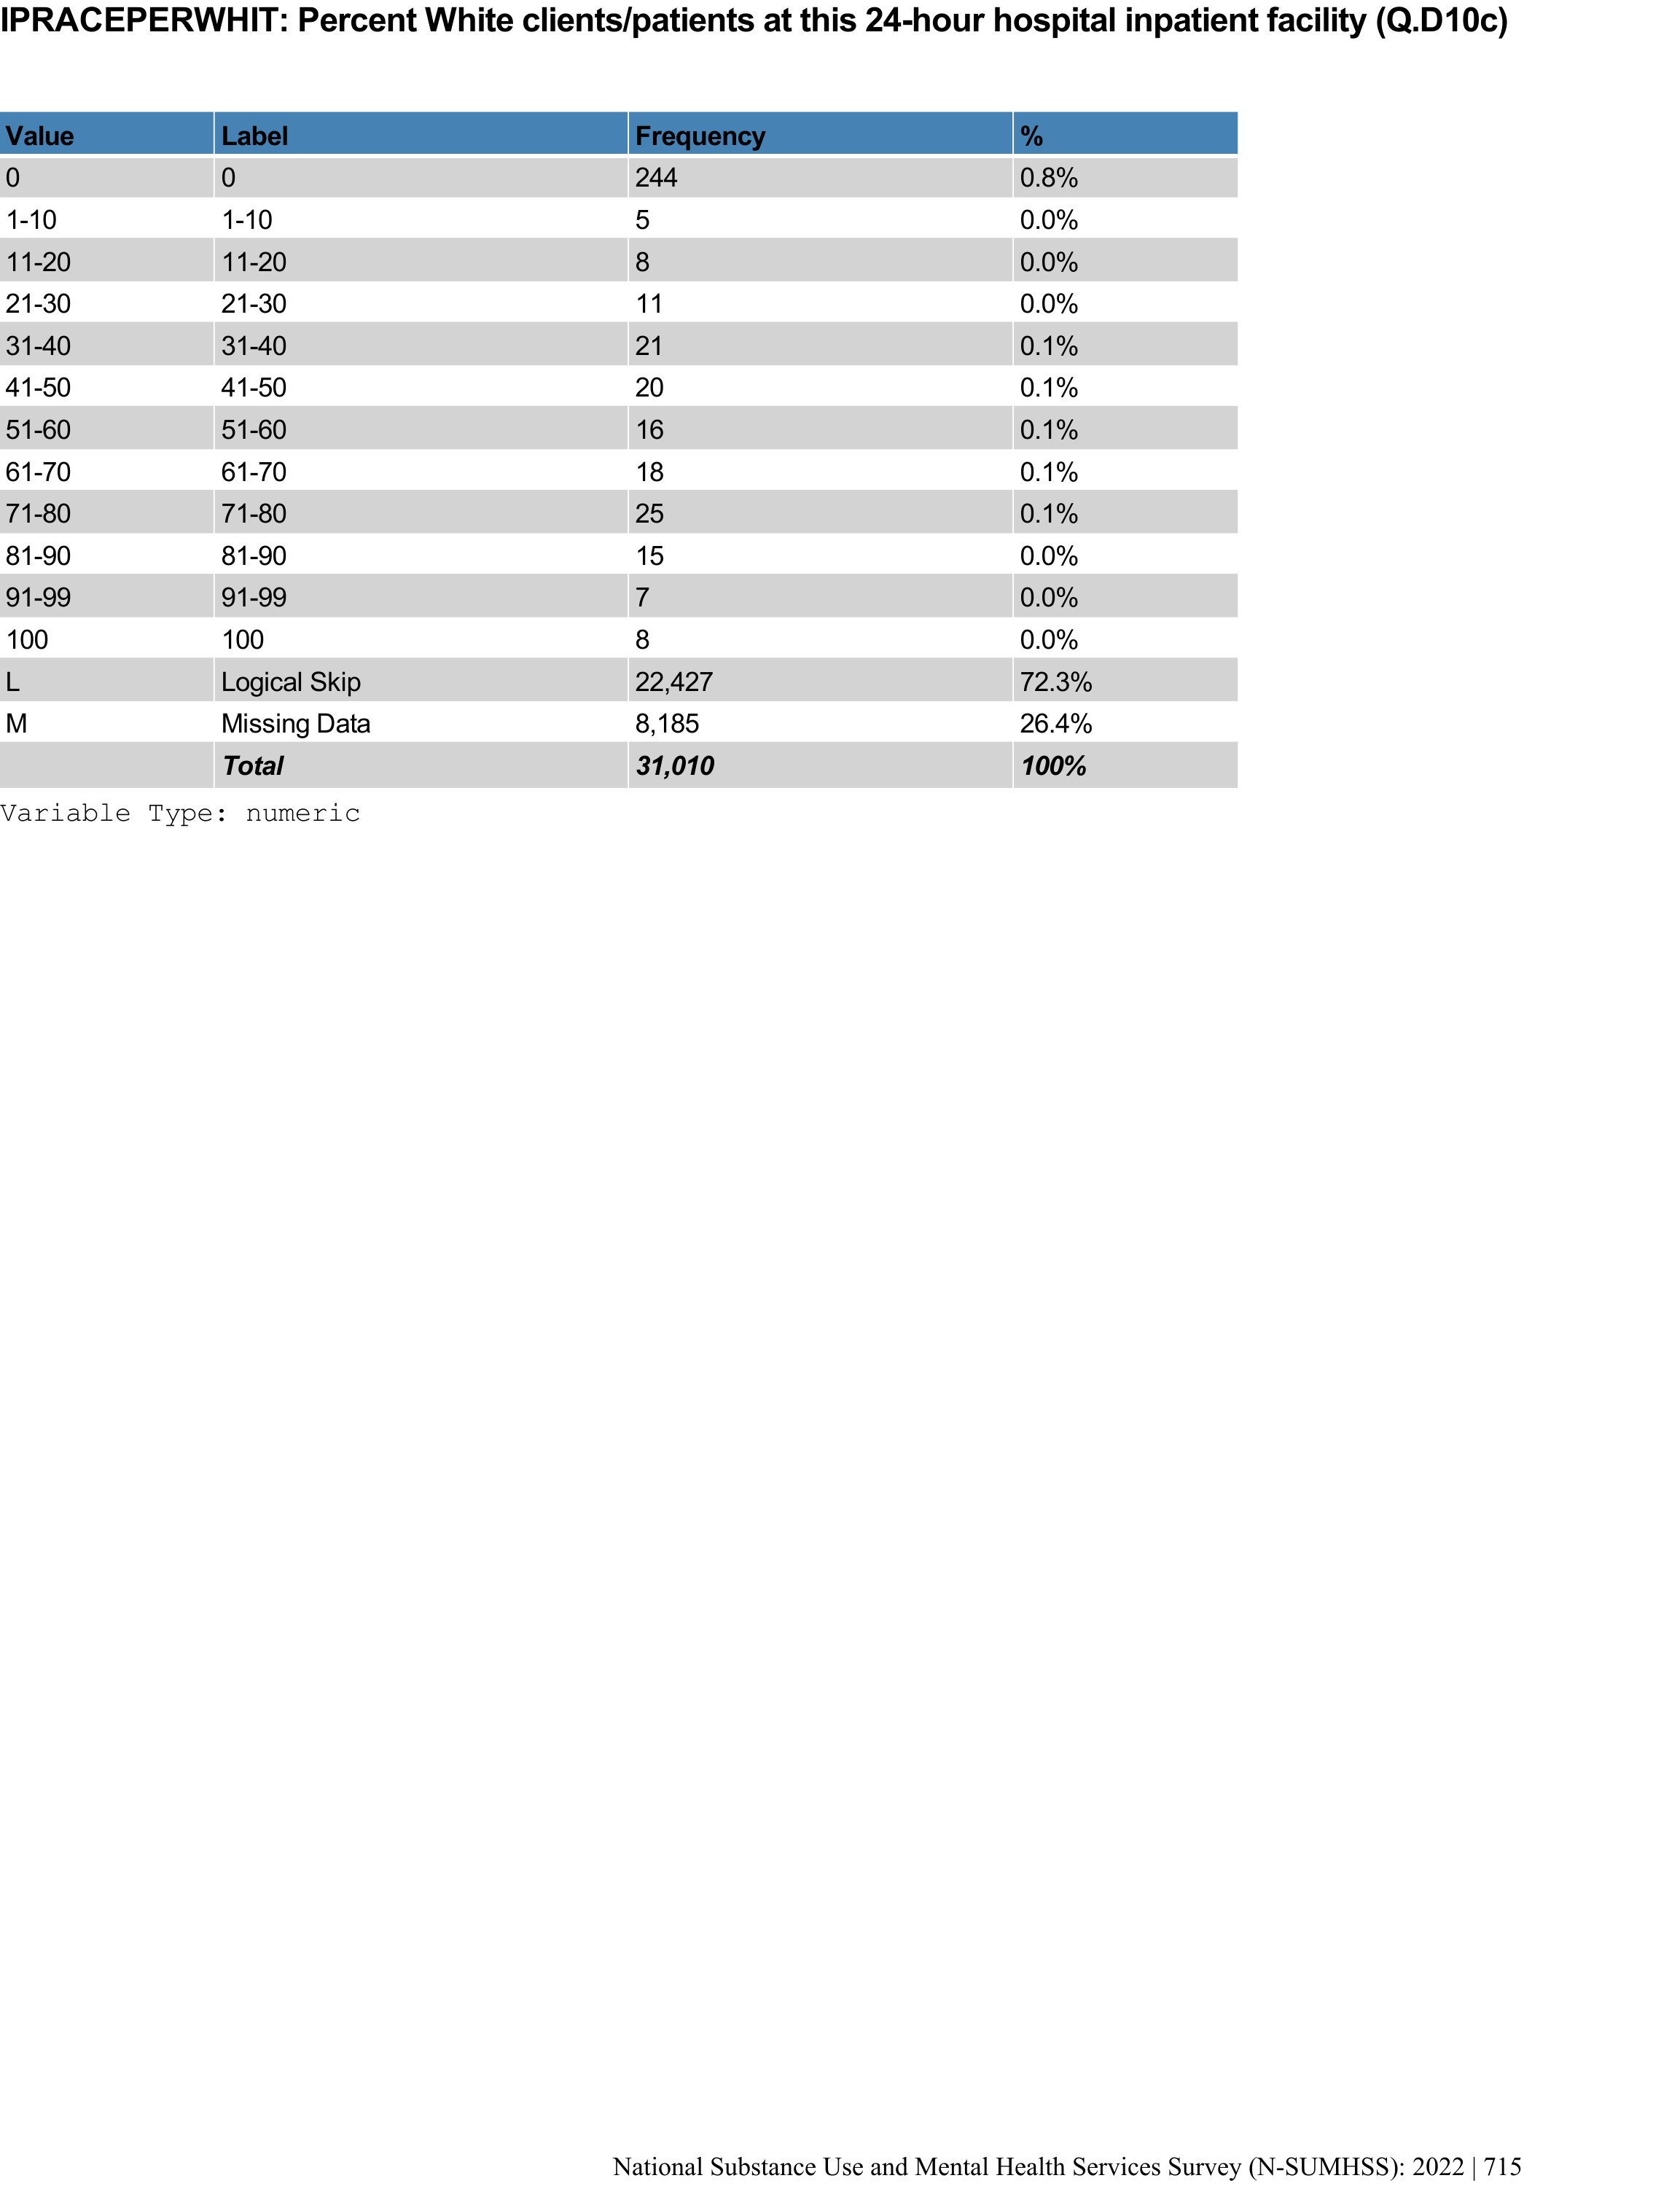 IPRACEPERWHIT: Percent White clients/patients at this 24-hour hospital inpatient facility (Q.D10c)
Value Label Frequency %
0 0 244 0.8%
1-10 1-10 5 0.0%
11-20 11-20 8 0.0%
21-30 21-30 11 0.0%
31-40 31-40 21 0.1%
41-50 41-50 20 0.1%
51-60 51-60 16 0.1%
61-70 61-70 18 0.1%
71-80 71-80 25 0.1%
81-90 81-90 15 0.0%
91-99 91-99 7 0.0%
100 100 8 0.0%
L Logical Skip 22,427 72.3%
M Missing Data 8,185 26.4%
Total 31,010 100%
Variable Type: numeric
National Substance Use and Mental Health Services Survey (N-SUMHSS): 2022 | 715